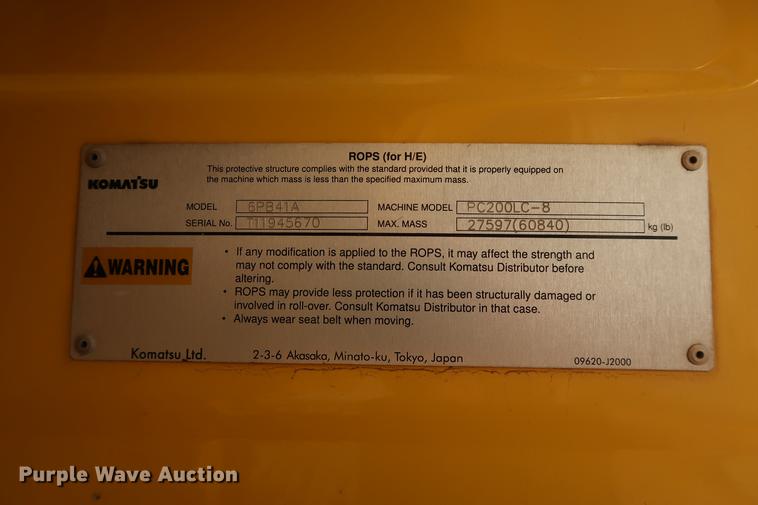 ROPS (for H/E)
This protective structure complies with the standard provided that it is properly equipped on
the machine which mass is less than the specified maximum mass.
KOMATSU
MODEL 6PB41A MACHINE MODEL PC200LC-8
SERIAL No. T11945670 MAX. MASS 27597(60840) kg (lb)
WARNING
• If any modification is applied to the ROPS, it may affect the strength and
may not comply with the standard. Consult Komatsu Distributor before
altering.
• ROPS may provide less protection if it has been structurally damaged or
involved in roll-over. Consult Komatsu Distributor in that case.
• Always wear seat belt when moving.
Komatsu Ltd. 2-3-6 Akasaka, Minato-ku, Tokyo, Japan 09620-J2000
Purple Wave Auction